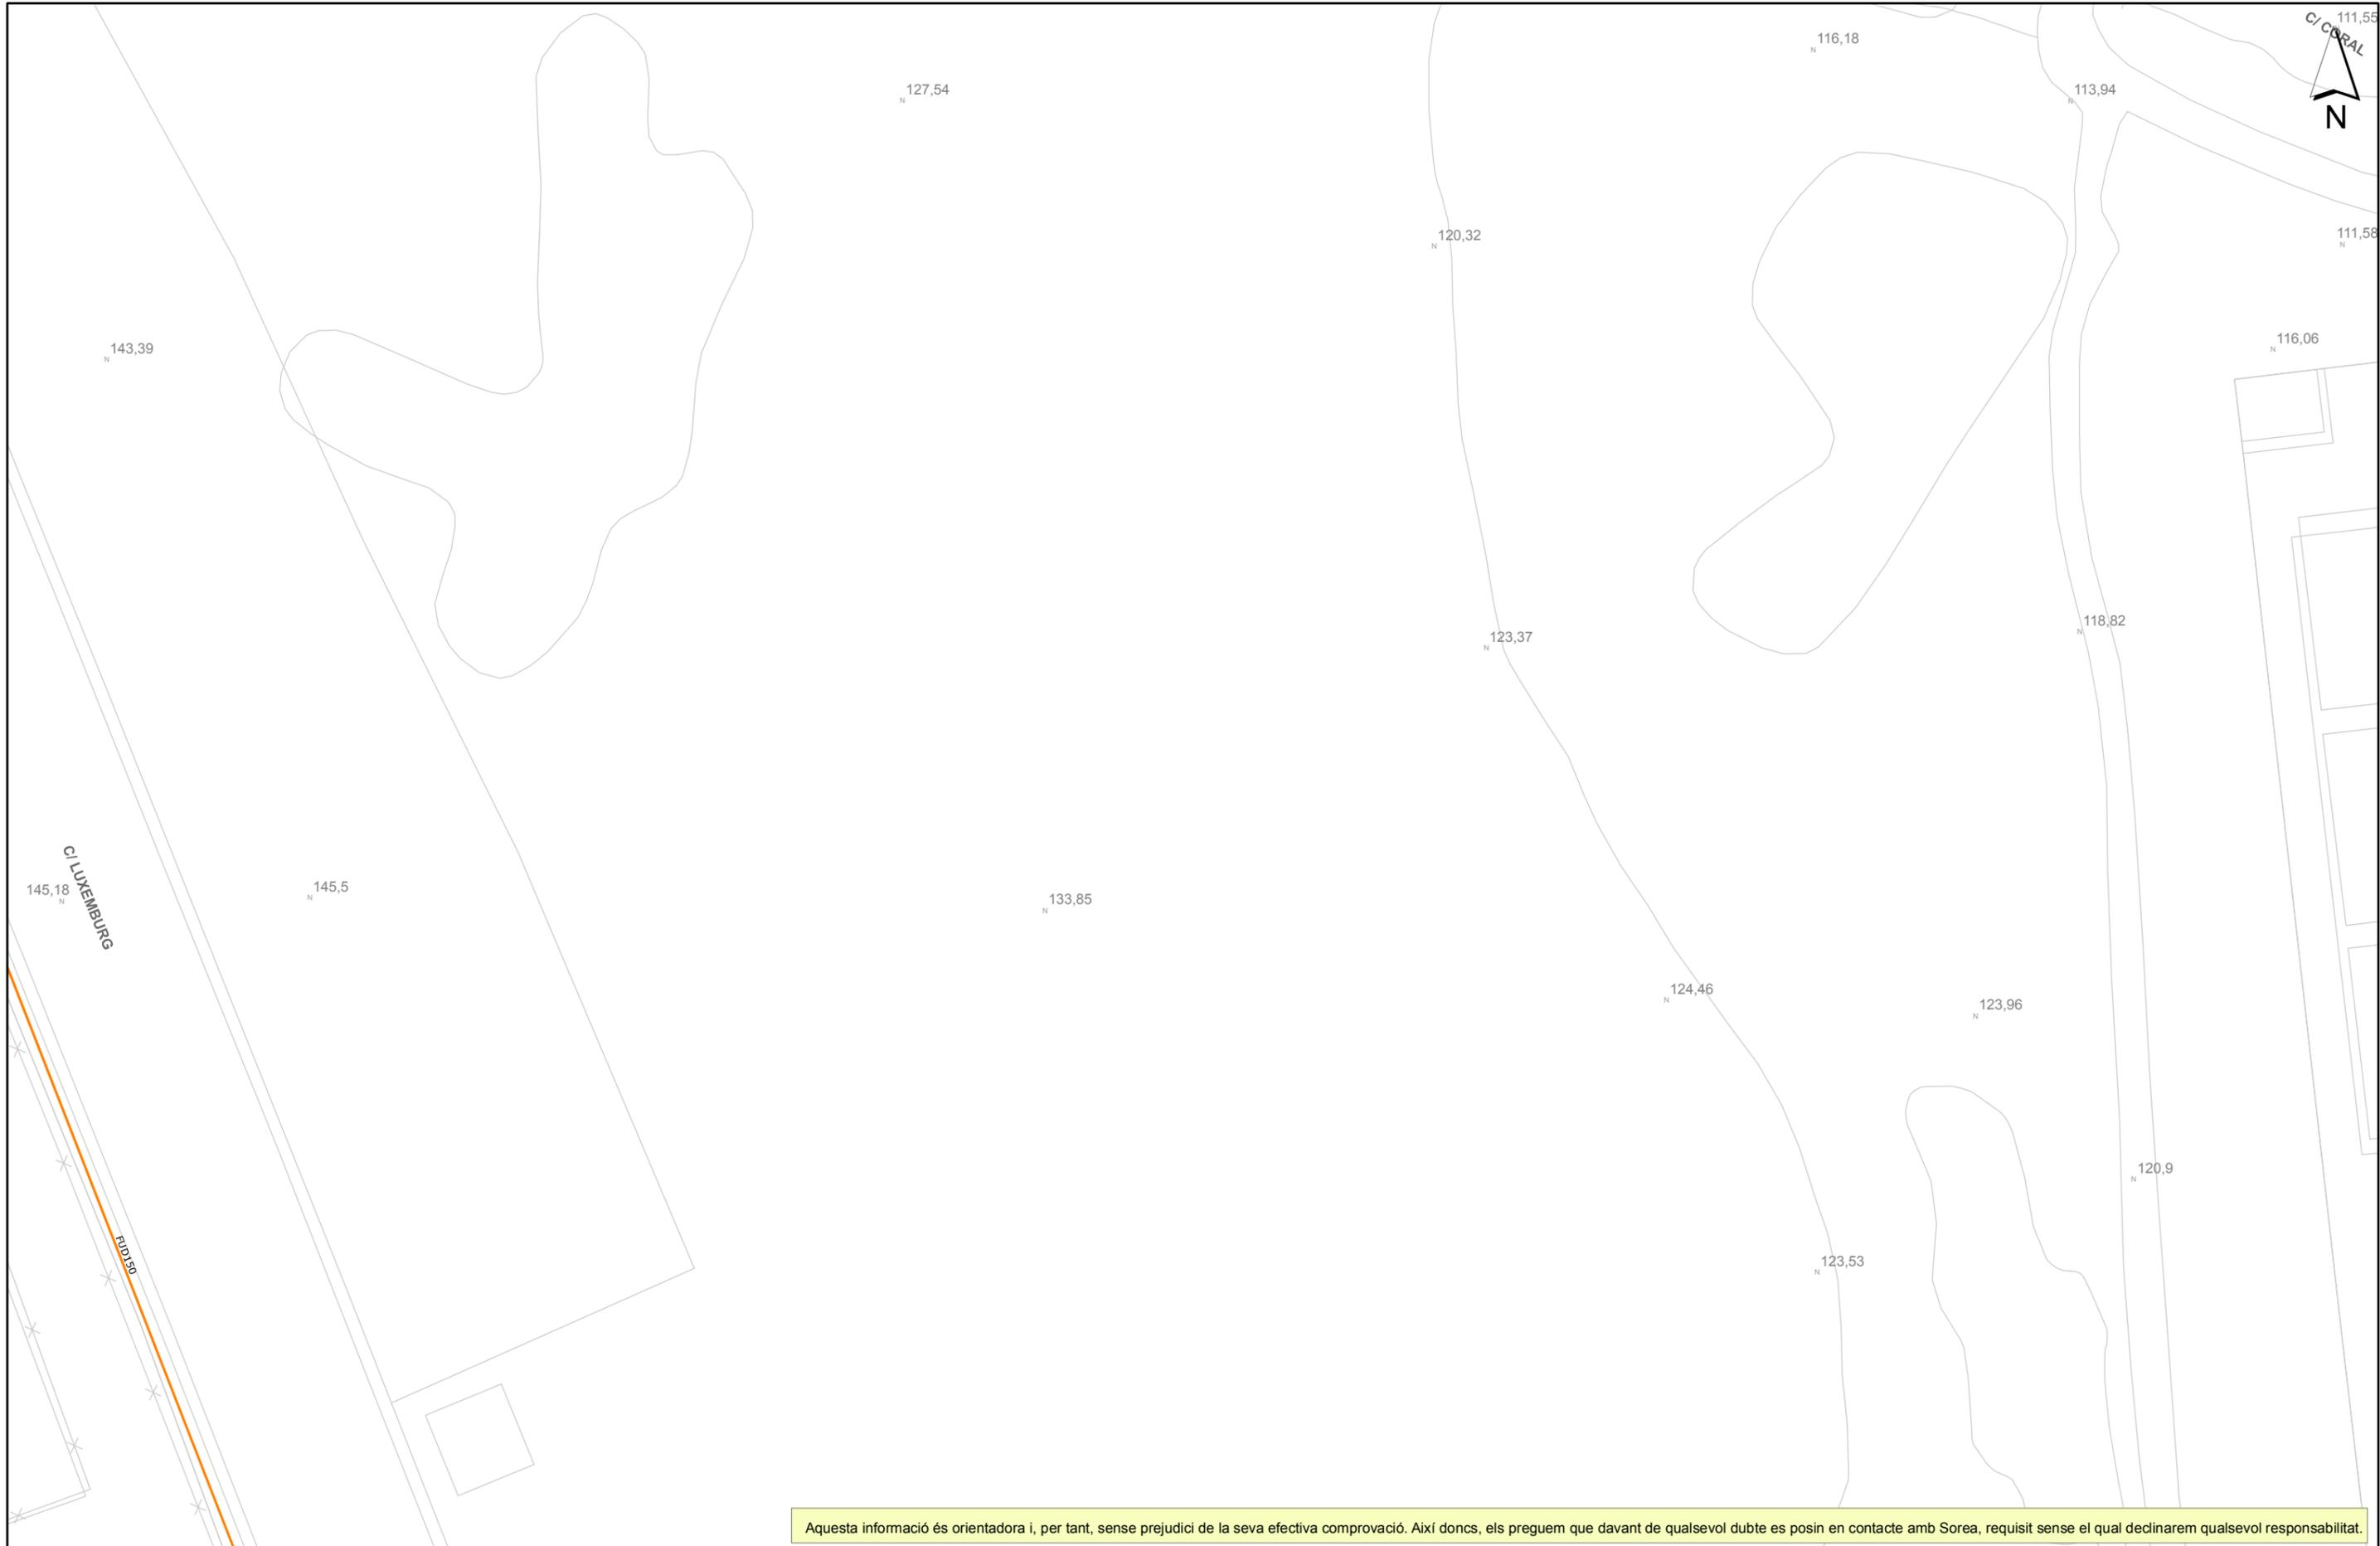 111,55
C/ CORAL
N
116,18
N
127,54
N
113,94
N
N
120,32
N
111,58
N
143,39
N
116,06
N
118,82
N
123,37
N
C/ LUXEMBURG
145,18
N
145,5
N
133,85
N
124,46
N
123,96
N
120,9
N
FUD150
123,53
N
Aquesta informació és orientadora i, per tant, sense prejudici de la seva efectiva comprovació. Així doncs, els preguem que davant de qualsevol dubte es posin en contacte amb Sorea, requisit sense el qual declinarem qualsevol responsabilitat.